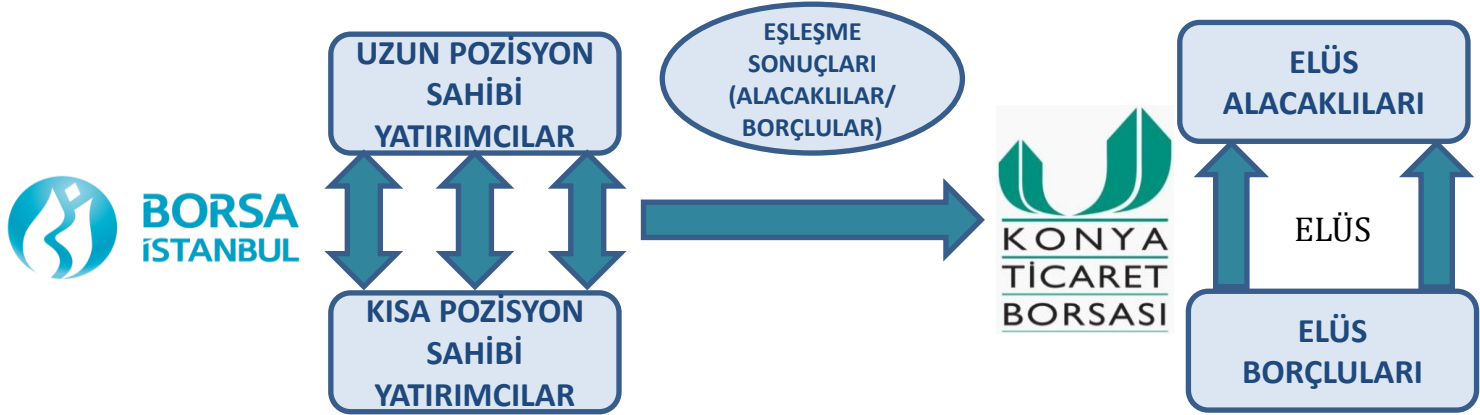 BORSA
İSTANBUL
UZUN POZİSYON
SAHİBİ
YATIRIMCILAR
KISA POZİSYON
SAHİBİ
YATIRIMCILAR
EŞLEŞME
SONUÇLARI
(ALACAKLILAR/
BORÇLULAR)
KONYA
TİCARET
BORSASI
ELÜS
ALACAKLILARI
ELÜS
ELÜS
BORÇLULARI